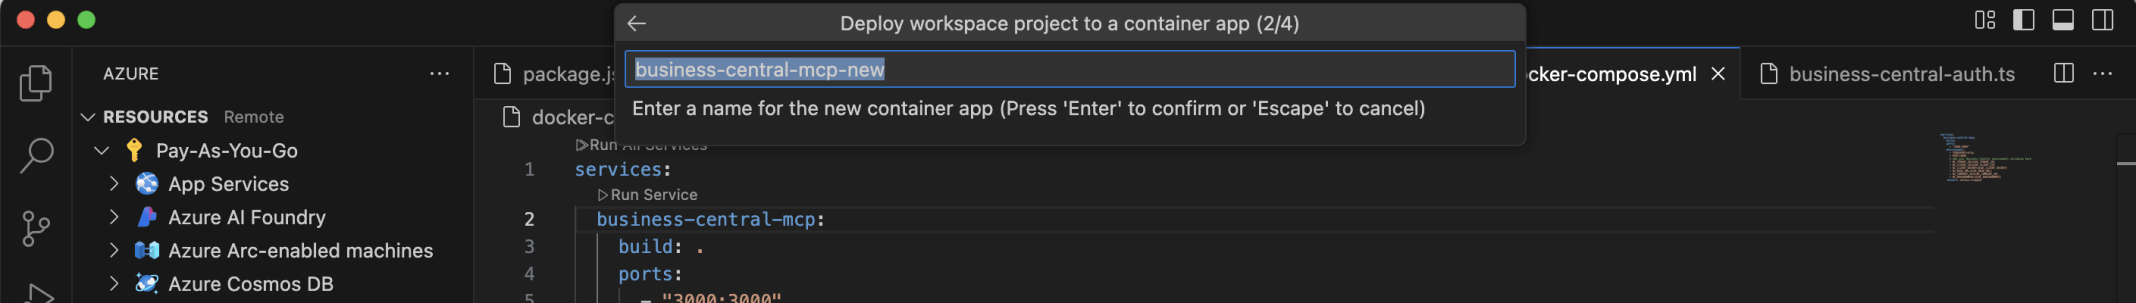 Deploy workspace project to a container app (2/4)
business-central-mcp-new
Enter a name for the new container app (Press 'Enter' to confirm or 'Escape' to cancel)
AZURE
RESOURCES Remote
Pay-As-You-Go
App Services
Azure AI Foundry
Azure Arc-enabled machines
Azure Cosmos DB
package.js
cker-compose.yml
business-central-auth.ts
docker-c
Run All Services
1 services:
Run Service
2 business-central-mcp:
3 build: .
4 ports:
5 - "3000:3000"